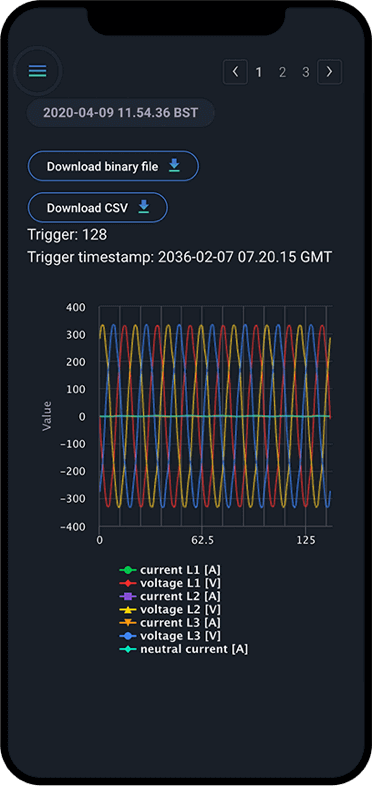 1 2 3
2020-04-09 11.54.36 BST
Download binary file
Download CSV
Trigger: 128
Trigger timestamp: 2036-02-07 07.20.15 GMT
400
300
200
100
0
-100
-200
-300
-400
Value
0 62.5 125
current L1 [A]
voltage L1 [V]
current L2 [A]
voltage L2 [V]
current L3 [A]
voltage L3 [V]
neutral current [A]